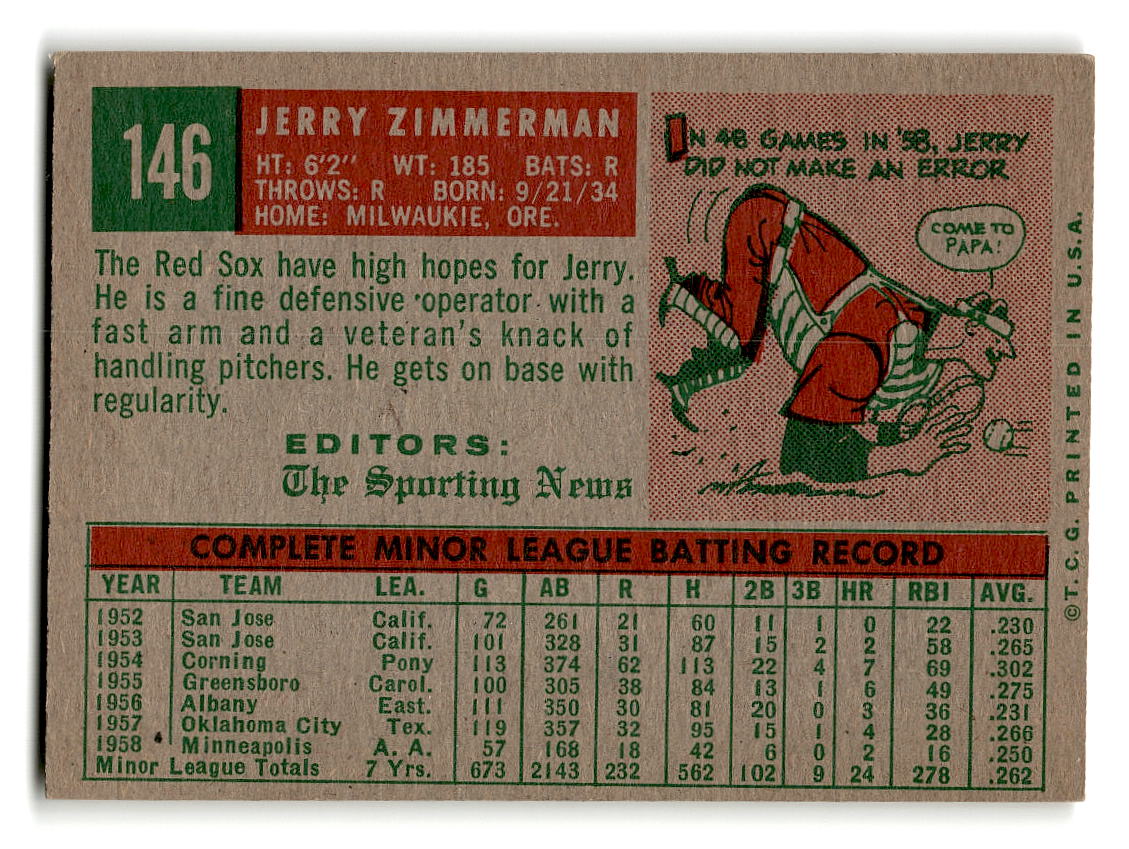 146
JERRY ZIMMERMAN
HT: 6'2" WT: 185 BATS: R
THROWS: R BORN: 9/21/34
HOME: MILWAUKIE, ORE.
The Red Sox have high hopes for Jerry.
He is a fine defensive operator with a
fast arm and a veteran's knack of
handling pitchers. He gets on base with
regularity.
EDITORS:
The Sporting News
IN 48 GAMES IN '58, JERRY
DID NOT MAKE AN ERROR
COME TO
PAPA!
COMPLETE MINOR LEAGUE BATTING RECORD
YEAR TEAM LEA. G AB R H 2B 3B HR RBI AVG.
1952 San Jose Calif. 72 261 21 60 11 1 0 22 .230
1953 San Jose Calif. 101 328 31 87 15 2 2 58 .265
1954 Corning Pony 113 374 62 113 22 4 7 69 .302
1955 Greensboro Carol. 100 305 38 84 13 1 6 49 .275
1956 Albany East. 111 350 30 81 20 0 3 36 .231
1957 Oklahoma City Tex. 119 357 32 95 15 1 4 28 .266
1958 Minneapolis A. A. 57 168 18 42 6 0 2 16 .250
Minor League Totals 7 Yrs. 673 2143 232 562 102 9 24 278 .262
©T. C. G. PRINTED IN U.S.A.